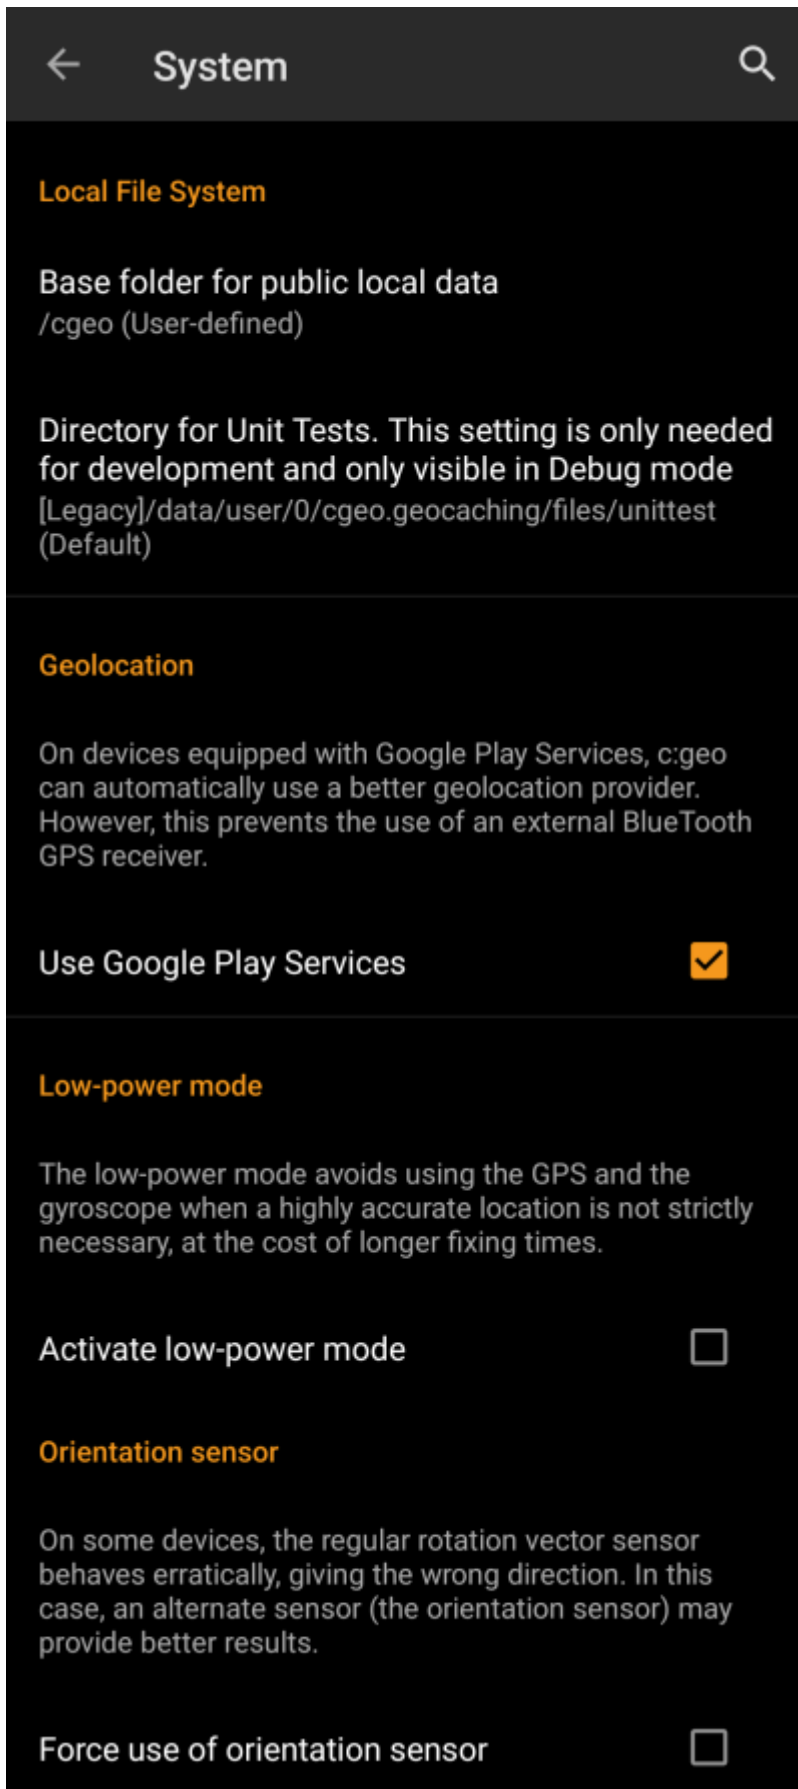 System
Local File System
Base folder for public local data
/cgeo (User-defined)
Directory for Unit Tests. This setting is only needed
for development and only visible in Debug mode
[Legacy]/data/user/0/cgeo.geocaching/files/unittest
(Default)
Geolocation
On devices equipped with Google Play Services, c:geo
can automatically use a better geolocation provider.
However, this prevents the use of an external BlueTooth
GPS receiver.
Use Google Play Services
Low-power mode
The low-power mode avoids using the GPS and the
gyroscope when a highly accurate location is not strictly
necessary, at the cost of longer fixing times.
Activate low-power mode
Orientation sensor
On some devices, the regular rotation vector sensor
behaves erratically, giving the wrong direction. In this
case, an alternate sensor (the orientation sensor) may
provide better results.
Force use of orientation sensor